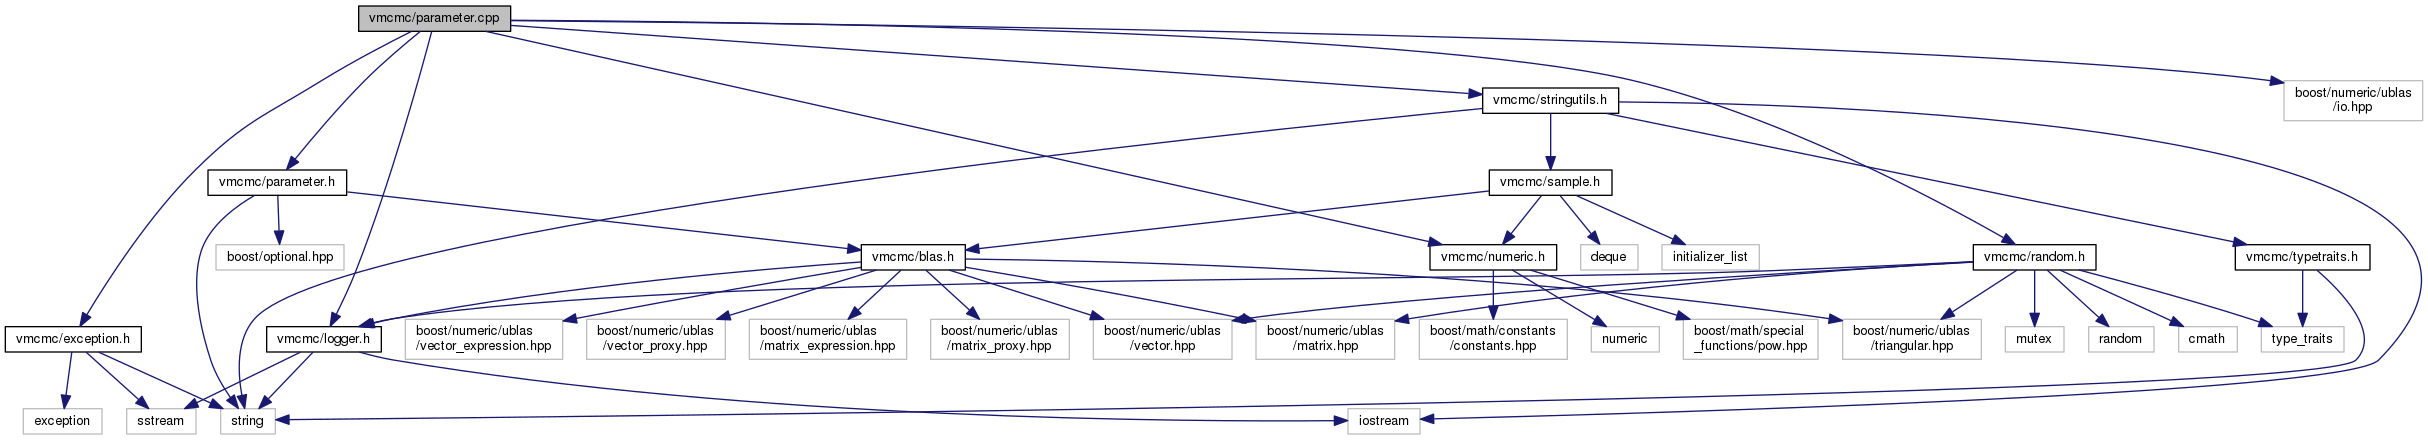 vmcmc/parameter.cpp
boost/numeric/ublas
/io.hpp
vmcmc/stringutils.h
vmcmc/parameter.h
vmcmc/sample.h
boost/optional.hpp
vmcmc/blas.h
vmcmc/numeric.h
deque
initializer_list
vmcmc/random.h
vmcmc/typetraits.h
vmcmc/exception.h
vmcmc/logger.h
boost/numeric/ublas
/vector_expression.hpp
boost/numeric/ublas
/vector_proxy.hpp
boost/numeric/ublas
/matrix_expression.hpp
boost/numeric/ublas
/matrix_proxy.hpp
boost/numeric/ublas
/vector.hpp
boost/numeric/ublas
/matrix.hpp
boost/math/constants
/constants.hpp
numeric
boost/math/special
_functions/pow.hpp
boost/numeric/ublas
/triangular.hpp
mutex
random
cmath
type_traits
exception
sstream
string
iostream